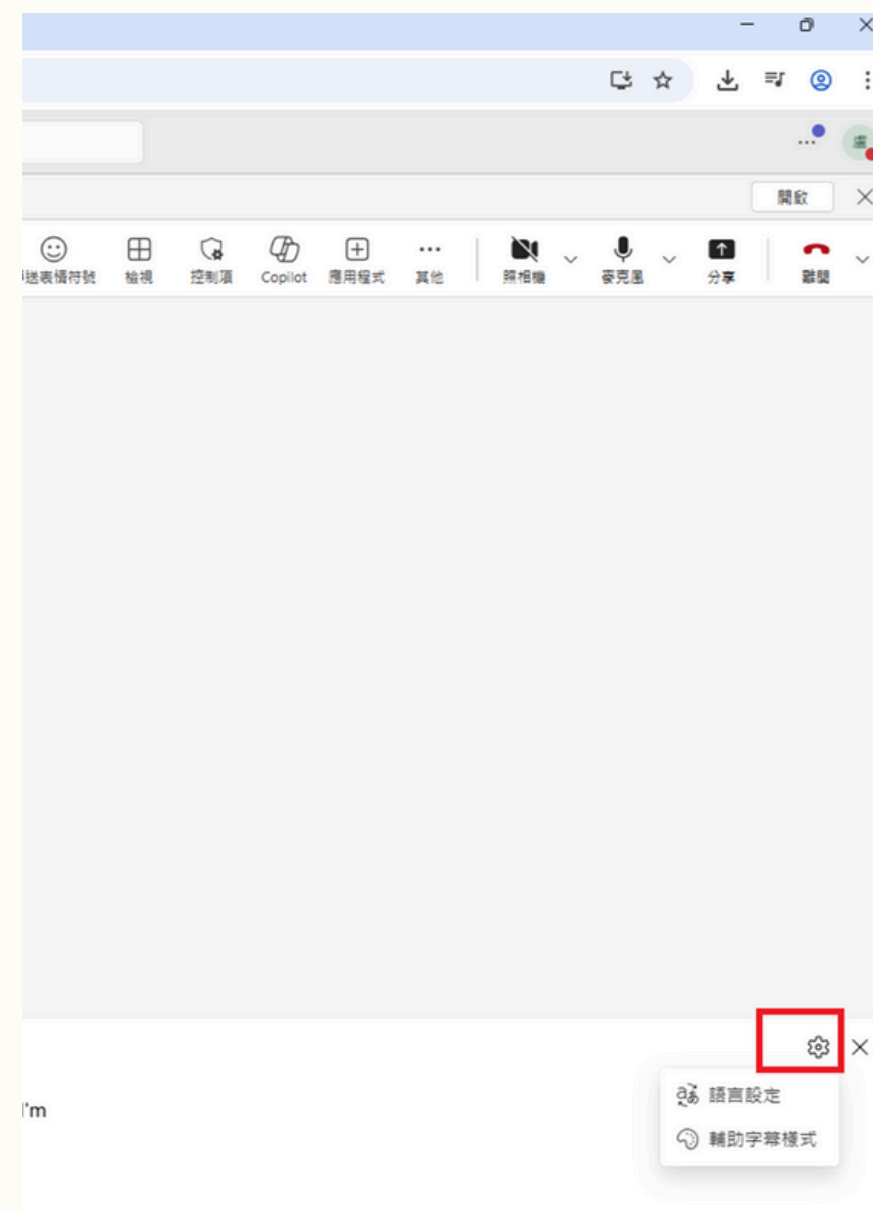 盧
開啟
送表情符號 檢視 控制項 Copilot 應用程式 其他 照相機 麥克風 分享 離開
語言設定
I'm
輔助字幕樣式